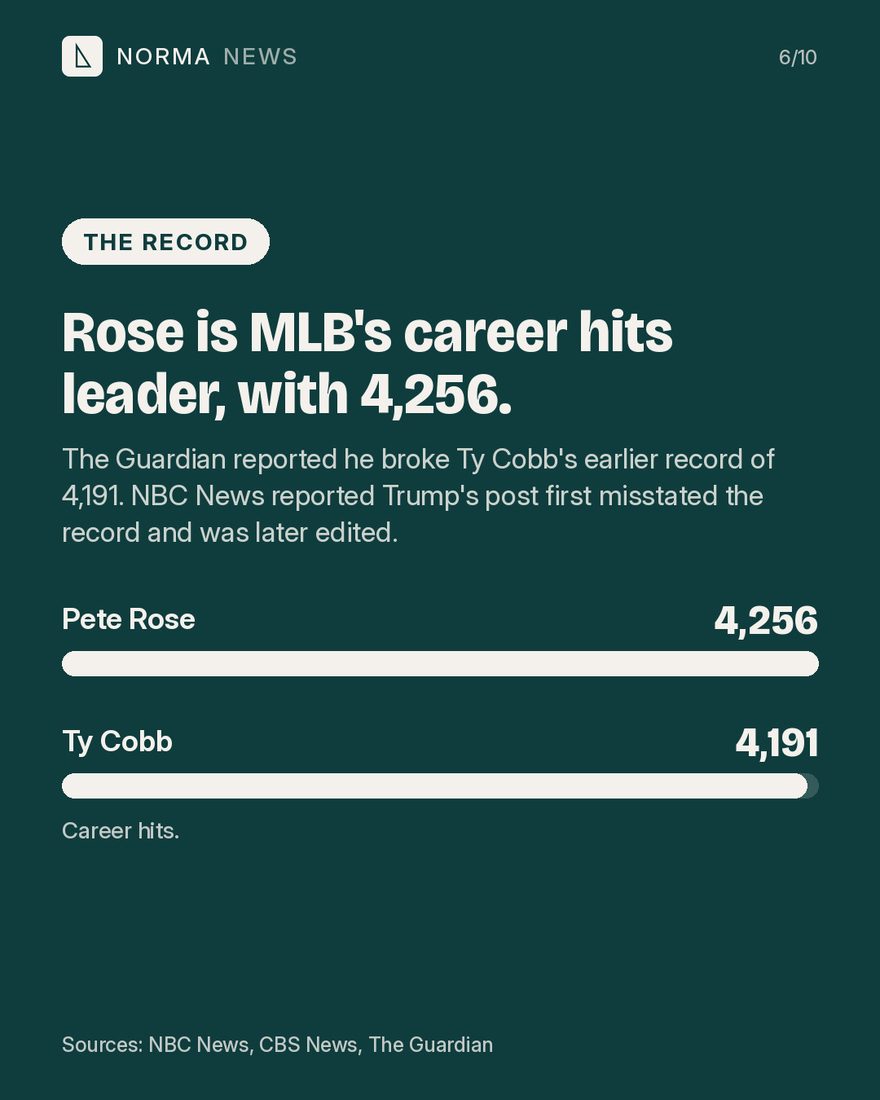 NORMA NEWS
6/10
THE RECORD
Rose is MLB's career hits
leader, with 4,256.
The Guardian reported he broke Ty Cobb's earlier record of
4,191. NBC News reported Trump's post first misstated the
record and was later edited.
Pete Rose 4,256
Ty Cobb 4,191
Career hits.
Sources: NBC News, CBS News, The Guardian